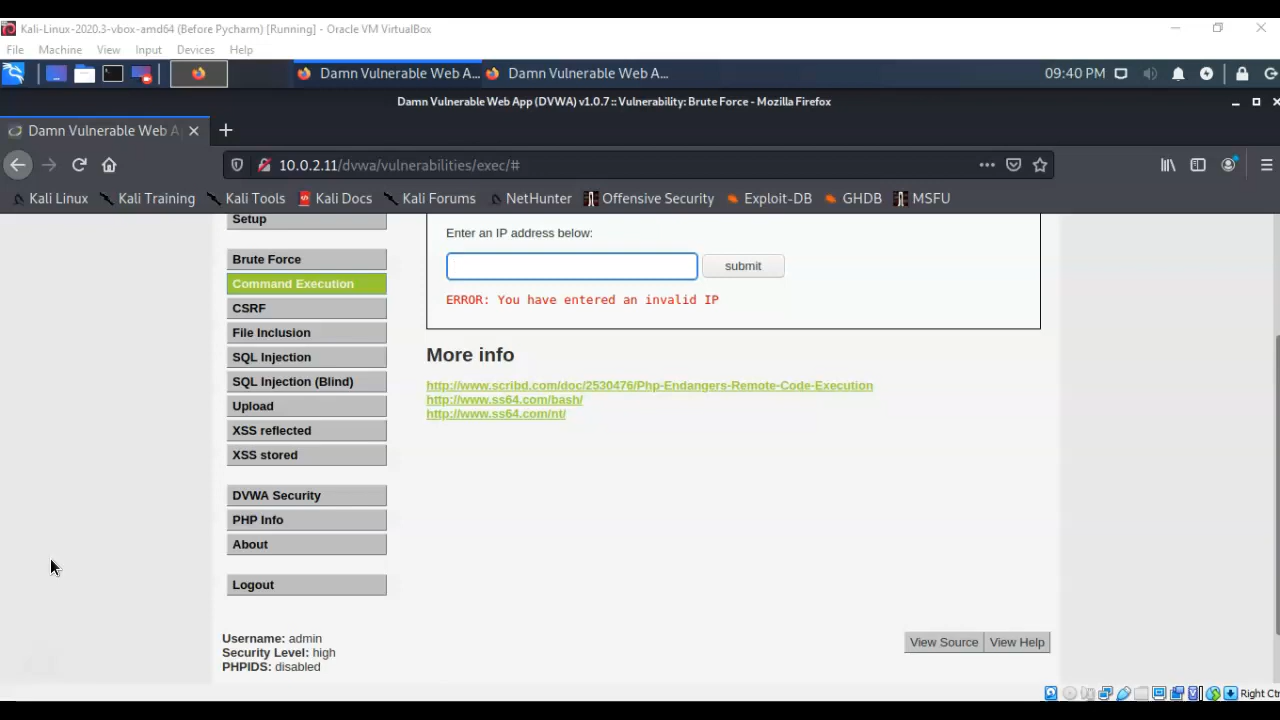 Kali-Linux-2020.3-vbox-amd64 (Before Pycharm) [Running] - Oracle VM VirtualBox
File Machine View Input Devices Help
Damn Vulnerable Web A... Damn Vulnerable Web A... 09:40 PM
Damn Vulnerable Web App (DVWA) v1.0.7 :: Vulnerability: Brute Force - Mozilla Firefox
Damn Vulnerable Web A
10.0.2.11/dvwa/vulnerabilities/exec/#
Kali Linux Kali Training Kali Tools Kali Docs Kali Forums NetHunter Offensive Security Exploit-DB GHDB MSFU
Setup
Brute Force
Command Execution
CSRF
File Inclusion
SQL Injection
SQL Injection (Blind)
Upload
XSS reflected
XSS stored
DVWA Security
PHP Info
About
Logout
Enter an IP address below:
submit
ERROR: You have entered an invalid IP
More info
http://www.scribd.com/doc/2530476/Php-Endangers-Remote-Code-Execution
http://www.ss64.com/bash/
http://www.ss64.com/nt/
Username: admin
Security Level: high
PHPIDS: disabled
View Source View Help
Right Ctr